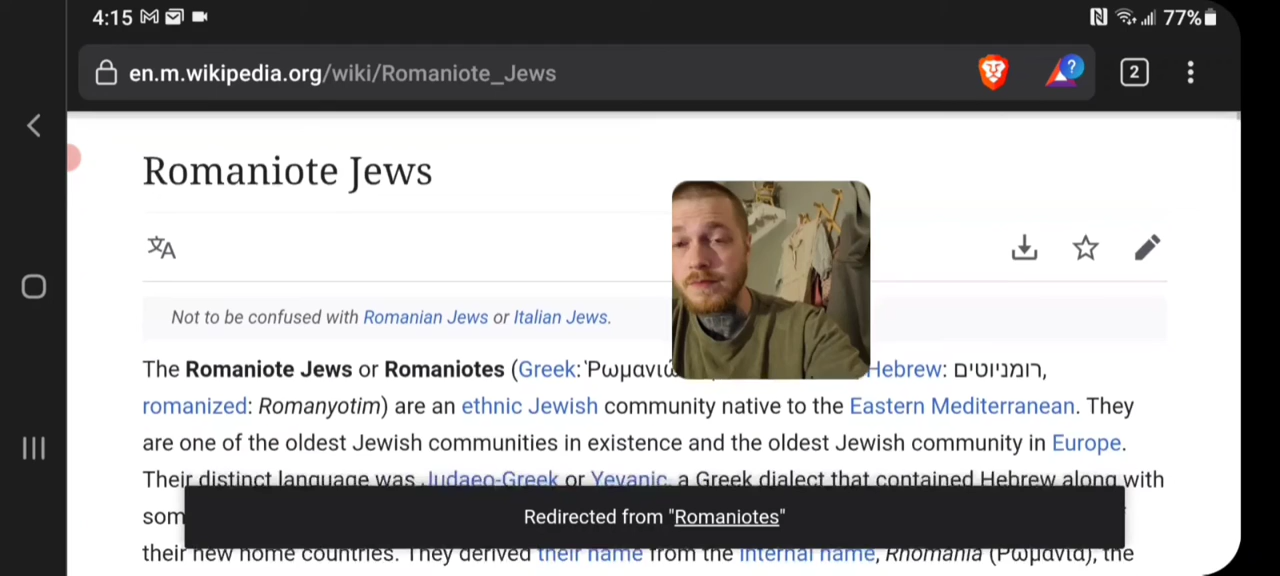 4:15
77%
en.m.wikipedia.org/wiki/Romaniote_Jews
?
2
Romaniote Jews
Not to be confused with Romanian Jews or Italian Jews.
The Romaniote Jews or Romaniotes (Greek: Hebrew: רומניוטים,
romanized: Romanyotim) are an ethnic Jewish community native to the Eastern Mediterranean. They
are one of the oldest Jewish communities in existence and the oldest Jewish community in Europe.
Their distinct language was Judaeo-Greek or Yevanic, a Greek dialect that contained Hebrew along with
Redirected from "Romaniotes"
their new home countries. They derived their name from the internal name, Rhomania (Ῥωμανία), the